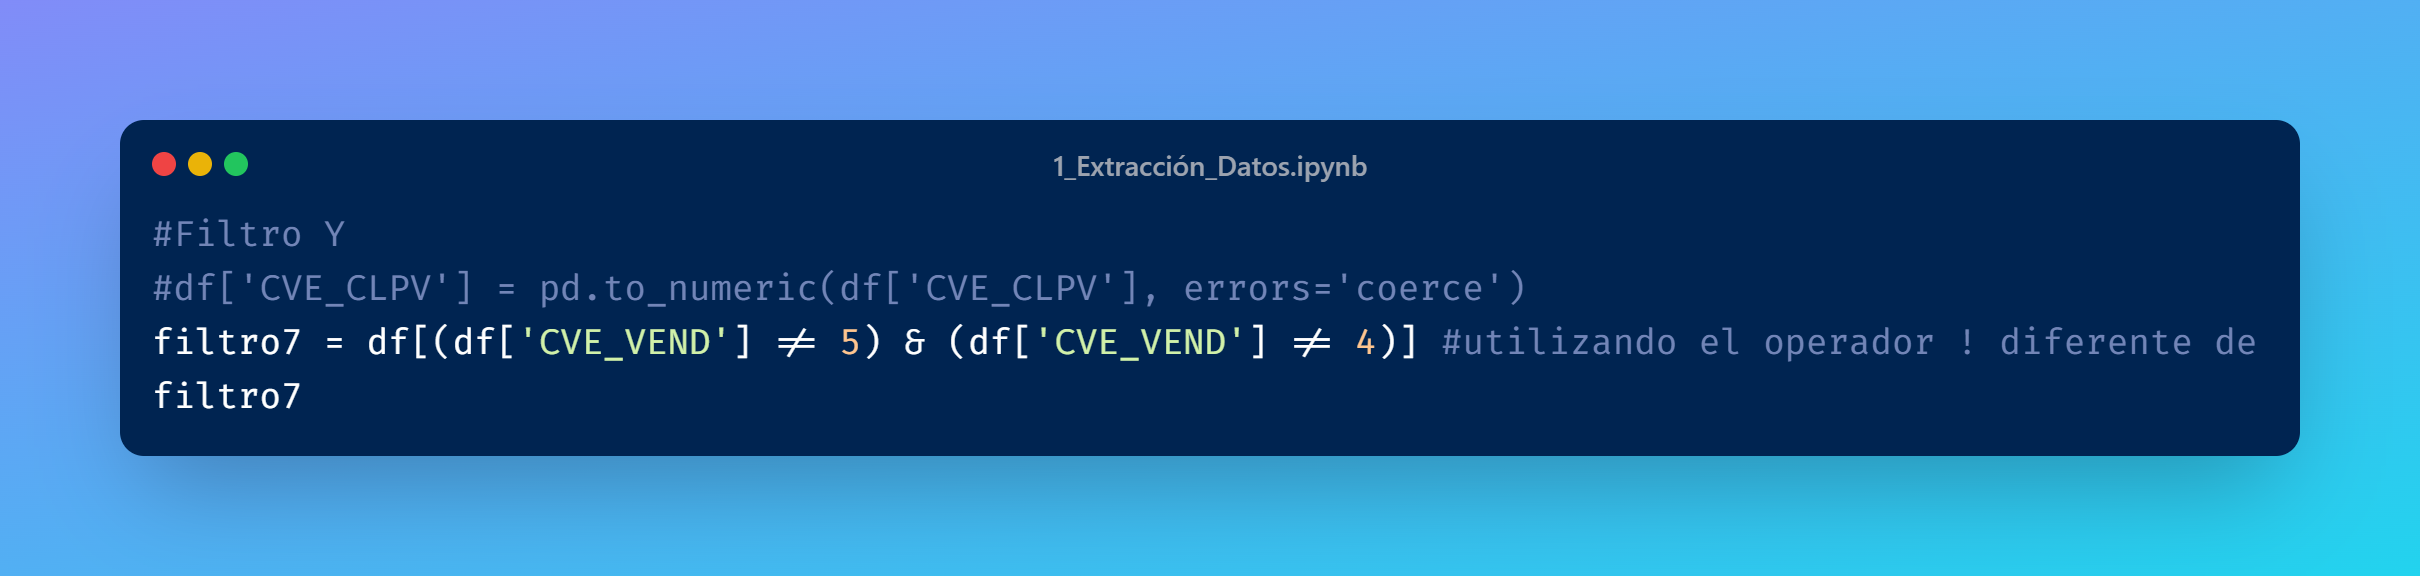 1_Extracción_Datos.ipynb
#Filtro Y
#df['CVE_CLPV'] = pd.to_numeric(df['CVE_CLPV'], errors='coerce')
filtro7 = df[(df['CVE_VEND'] != 5) & (df['CVE_VEND'] != 4)] #utilizando el operador ! diferente de
filtro7